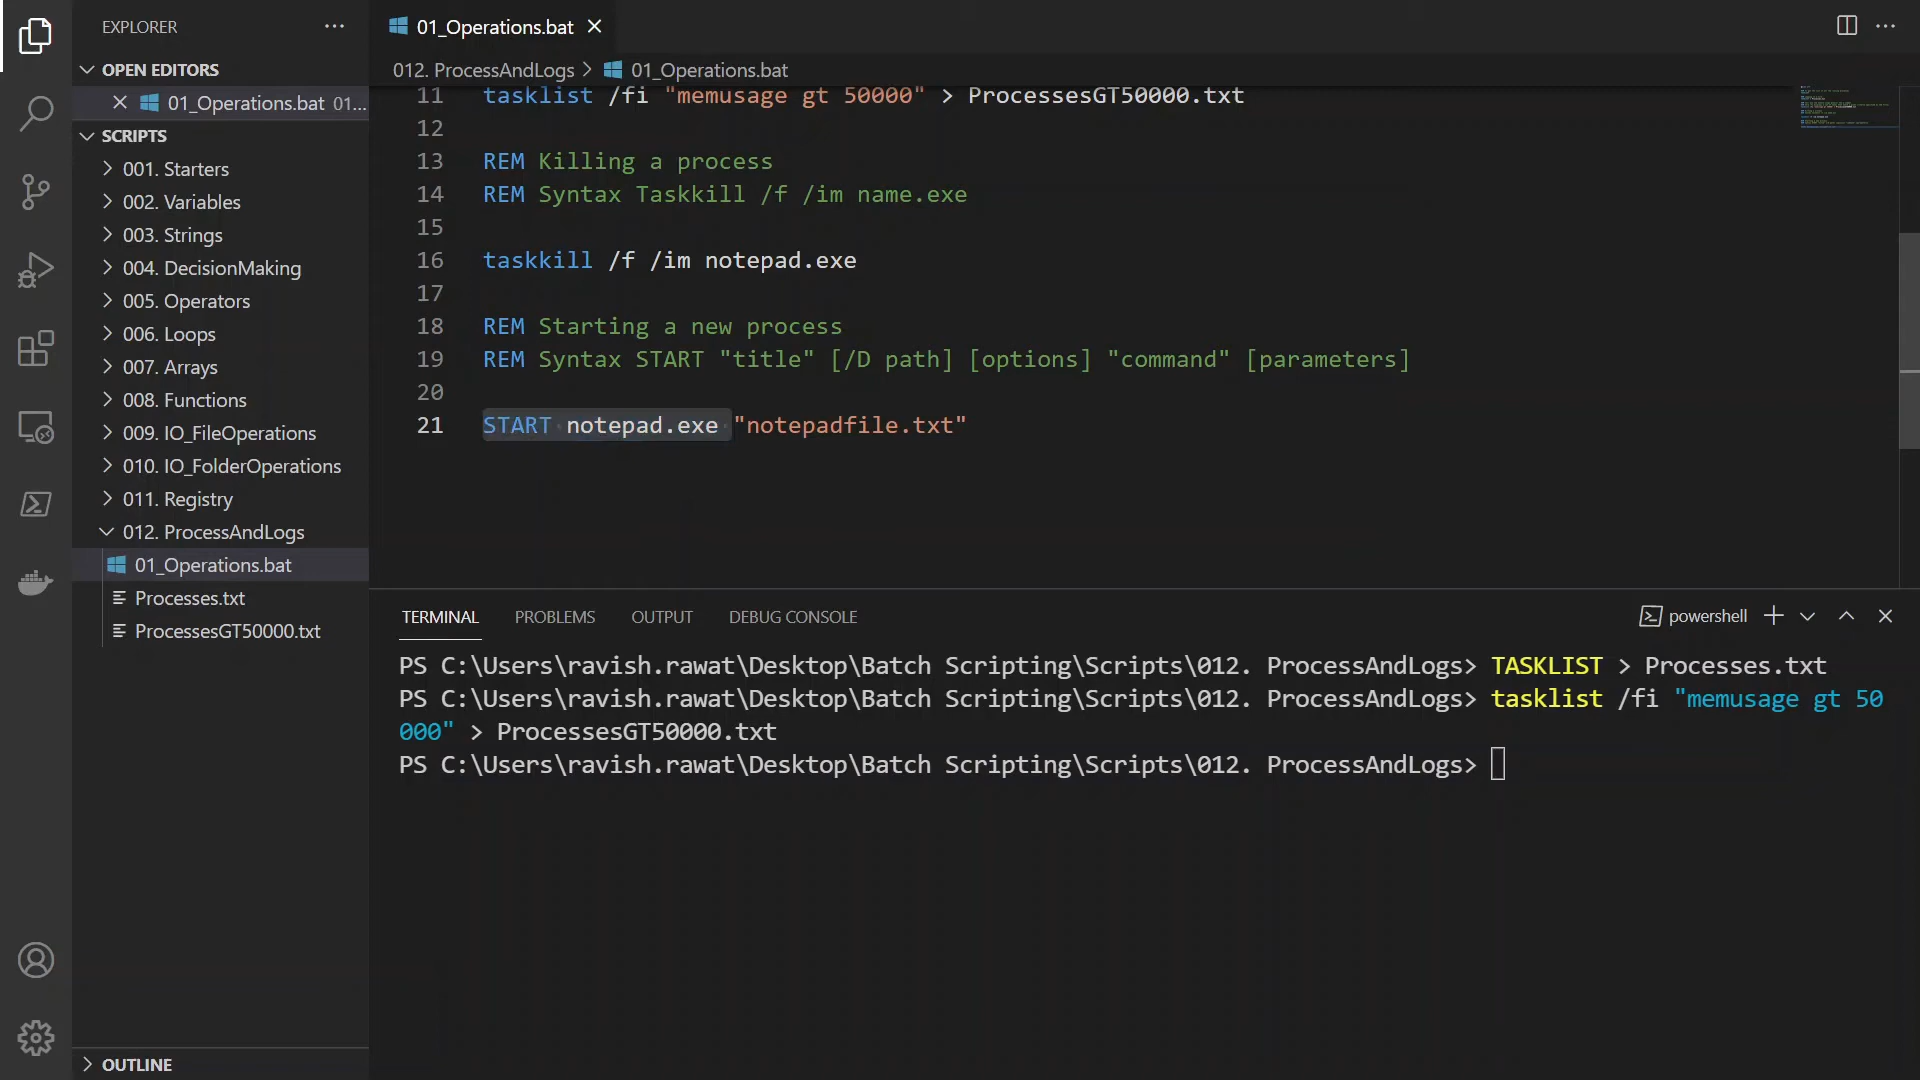 EXPLORER
OPEN EDITORS
01_Operations.bat 01...
SCRIPTS
001. Starters
002. Variables
003. Strings
004. DecisionMaking
005. Operators
006. Loops
007. Arrays
008. Functions
009. IO_FileOperations
010. IO_FolderOperations
011. Registry
012. ProcessAndLogs
01_Operations.bat
Processes.txt
ProcessesGT50000.txt
OUTLINE
01_Operations.bat
012. ProcessAndLogs > 01_Operations.bat
11 tasklist /fi "memusage gt 50000" > ProcessesGT50000.txt
12
13 REM Killing a process
14 REM Syntax Taskkill /f /im name.exe
15
16 taskkill /f /im notepad.exe
17
18 REM Starting a new process
19 REM Syntax START "title" [/D path] [options] "command" [parameters]
20
21 START notepad.exe "notepadfile.txt"
TERMINAL PROBLEMS OUTPUT DEBUG CONSOLE powershell
PS C:\Users\ravish.rawat\Desktop\Batch Scripting\Scripts\012. ProcessAndLogs> TASKLIST > Processes.txt
PS C:\Users\ravish.rawat\Desktop\Batch Scripting\Scripts\012. ProcessAndLogs> tasklist /fi "memusage gt 50
000" > ProcessesGT50000.txt
PS C:\Users\ravish.rawat\Desktop\Batch Scripting\Scripts\012. ProcessAndLogs>